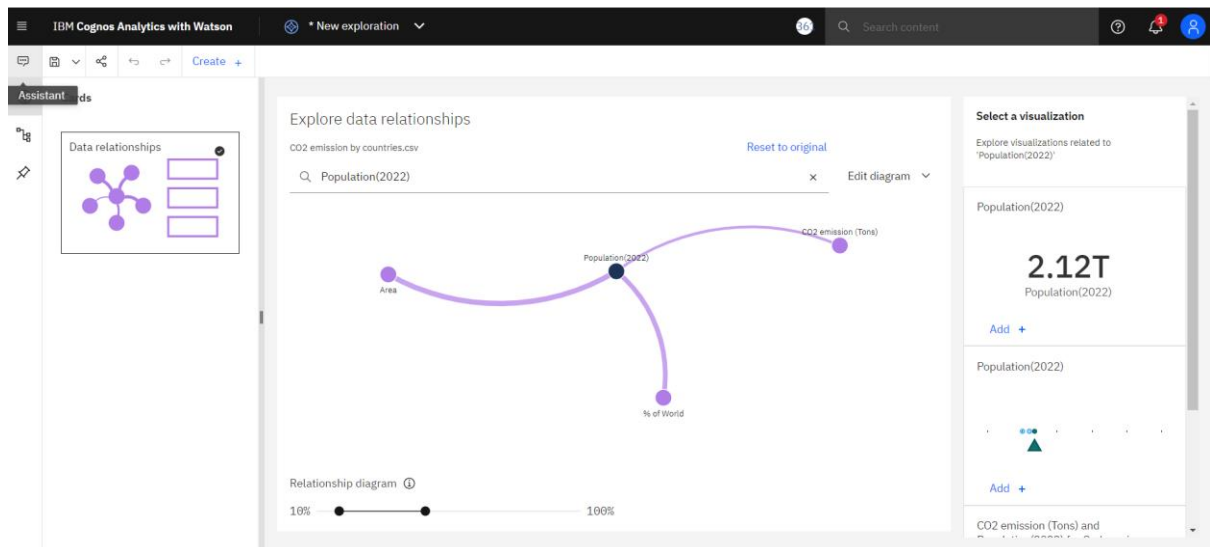 IBM Cognos Analytics with Watson
* New exploration
36
Search content
1
Create +
Assistant
rds
Data relationships
Explore data relationships
CO2 emission by countries.csv
Reset to original
Population(2022)
Edit diagram
CO2 emission (Tons)
Population(2022)
Area
% of World
Relationship diagram
10%
100%
Select a visualization
Explore visualizations related to
'Population(2022)'
Population(2022)
2.12T
Population(2022)
Add +
Population(2022)
Add +
CO2 emission (Tons) and